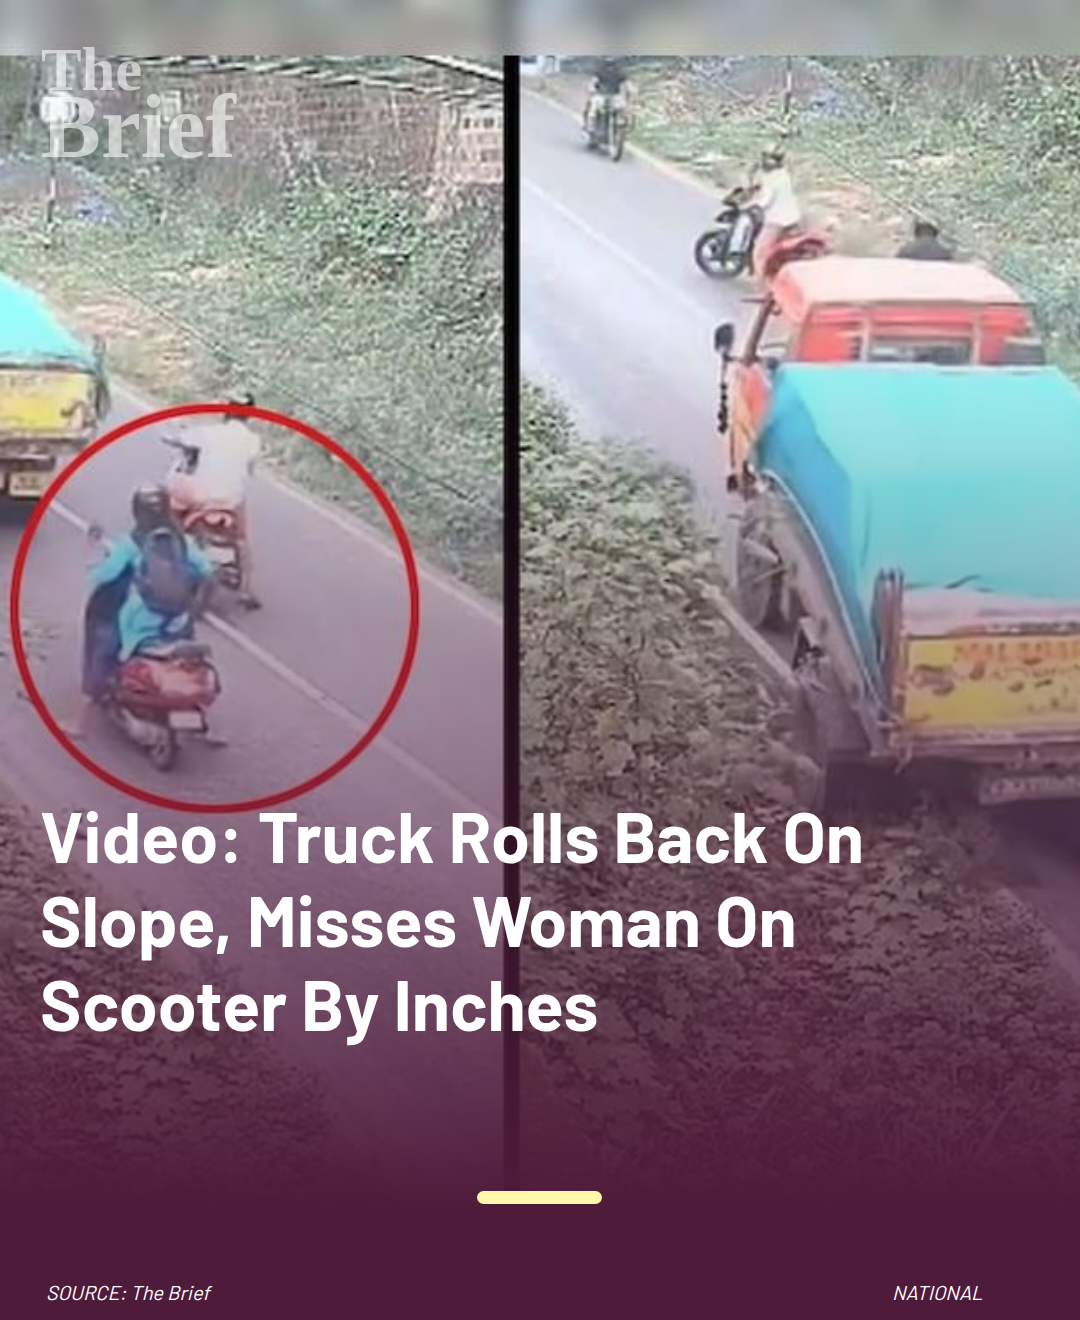 The
Brief
Video: Truck Rolls Back On
Slope, Misses Woman On
Scooter By Inches
SOURCE: The Brief
NATIONAL